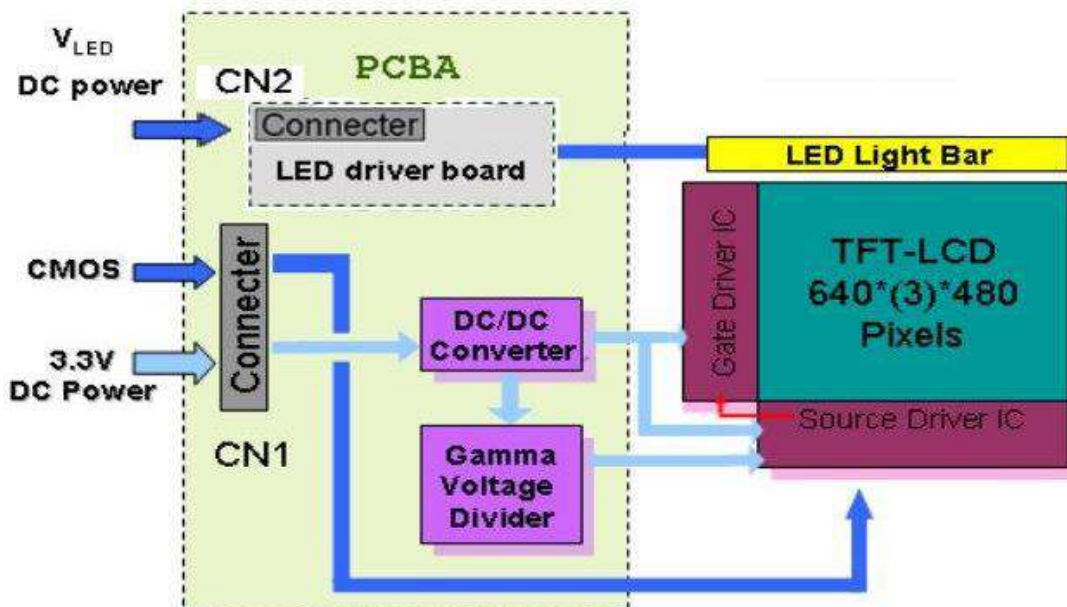 V LED
DC power
PCBA
CN2
Connecter
LED driver board
LED Light Bar
CMOS
3.3V
DC Power
Connecter
CN1
DC/DC
Converter
Gamma
Voltage
Divider
Gate Driver IC
TFT-LCD
640*(3)*480
Pixels
Source Driver IC